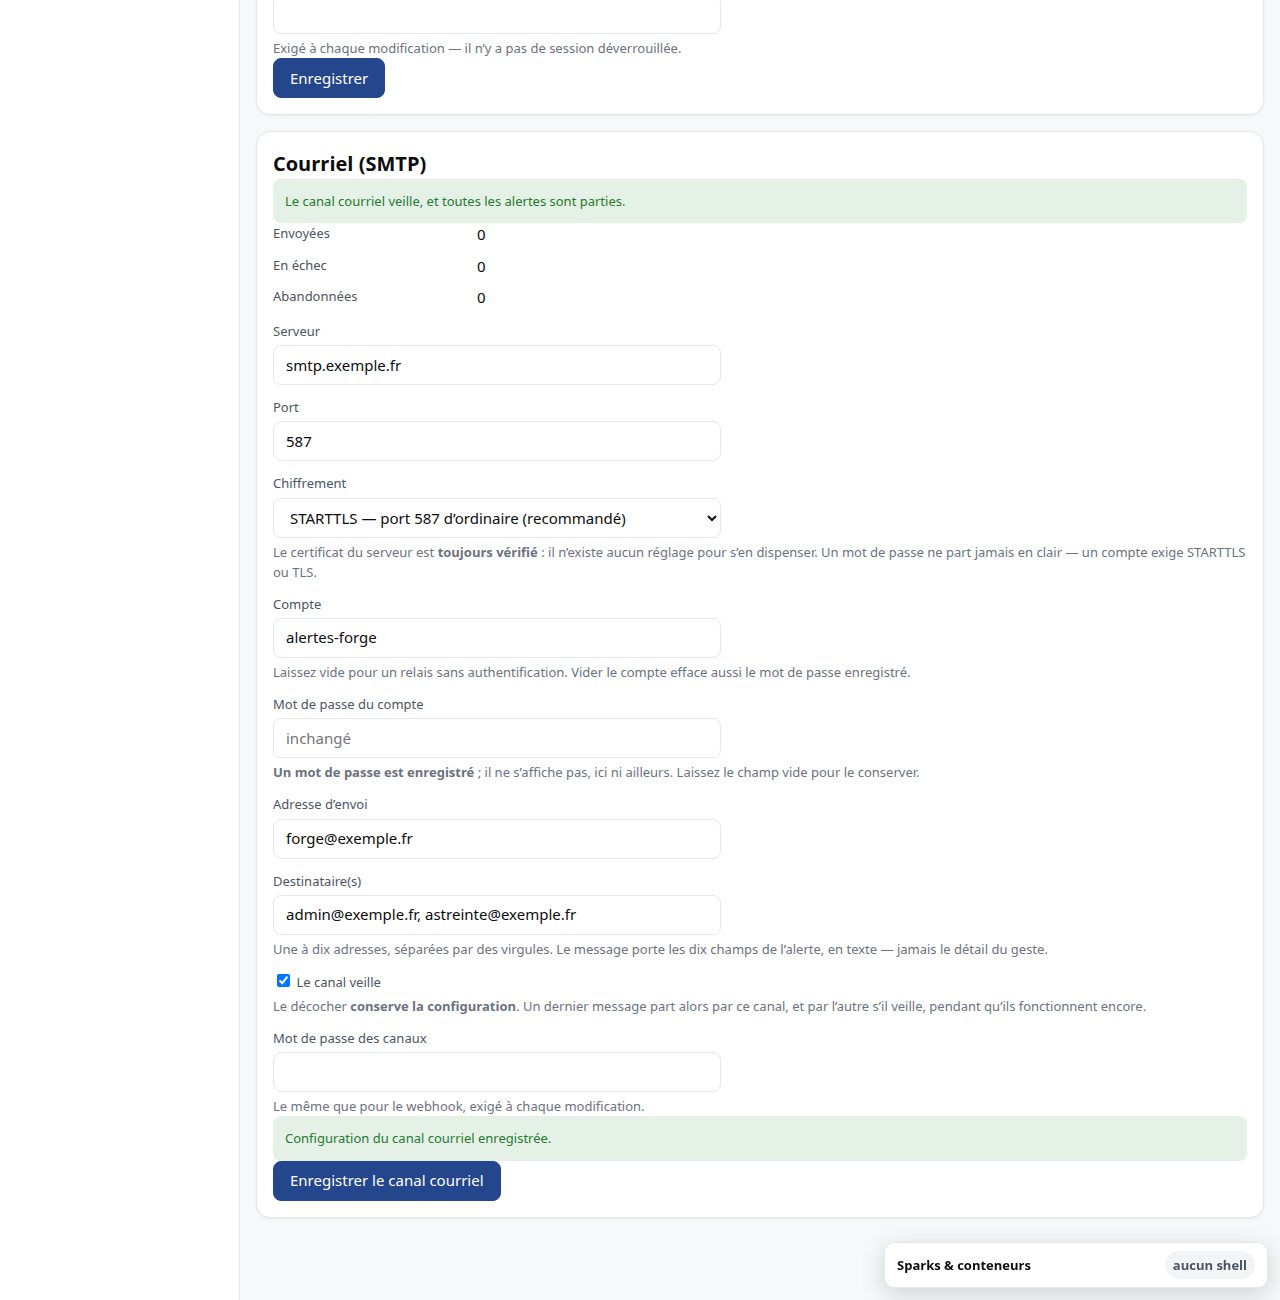 Exigé à chaque modification — il n’y a pas de session déverrouillée.
Enregistrer
Courriel (SMTP)
Le canal courriel veille, et toutes les alertes sont parties.
Envoyées 0
En échec 0
Abandonnées 0
Serveur
smtp.exemple.fr
Port
587
Chiffrement
STARTTLS — port 587 d’ordinaire (recommandé)
Le certificat du serveur est toujours vérifié : il n’existe aucun réglage pour s’en dispenser. Un mot de passe ne part jamais en clair — un compte exige STARTTLS
ou TLS.
Compte
alertes-forge
Laissez vide pour un relais sans authentification. Vider le compte efface aussi le mot de passe enregistré.
Mot de passe du compte
inchangé
Un mot de passe est enregistré ; il ne s’affiche pas, ici ni ailleurs. Laissez le champ vide pour le conserver.
Adresse d’envoi
forge@exemple.fr
Destinataire(s)
admin@exemple.fr, astreinte@exemple.fr
Une à dix adresses, séparées par des virgules. Le message porte les dix champs de l’alerte, en texte — jamais le détail du geste.
Le canal veille
Le décocher conserve la configuration. Un dernier message part alors par ce canal, et par l’autre s’il veille, pendant qu’ils fonctionnent encore.
Mot de passe des canaux
Le même que pour le webhook, exigé à chaque modification.
Configuration du canal courriel enregistrée.
Enregistrer le canal courriel
Sparks & conteneurs aucun shell